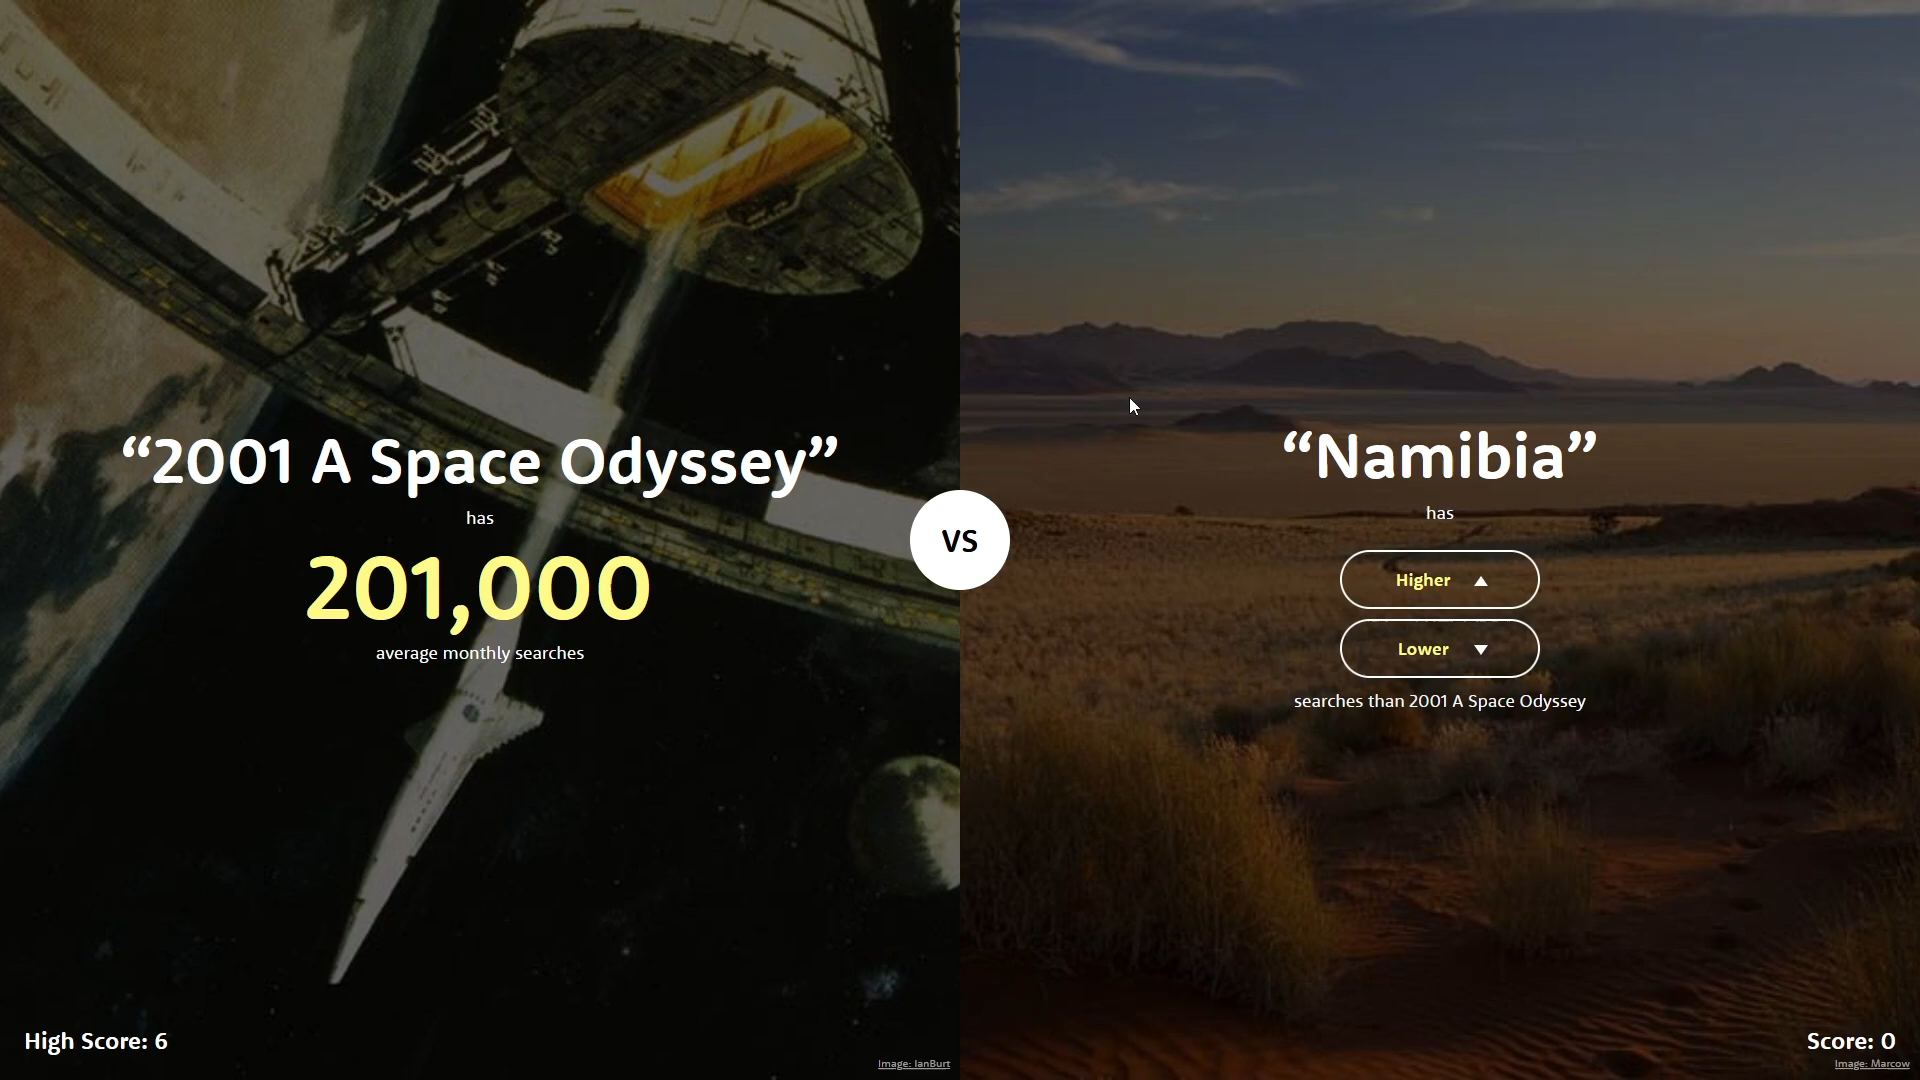 “2001 A Space Odyssey”
has
201,000
average monthly searches
VS
“Namibia”
has
Higher ▲
Lower ▼
searches than 2001 A Space Odyssey
High Score: 6
Image: IanBurt
Score: 0
Image: Marcow